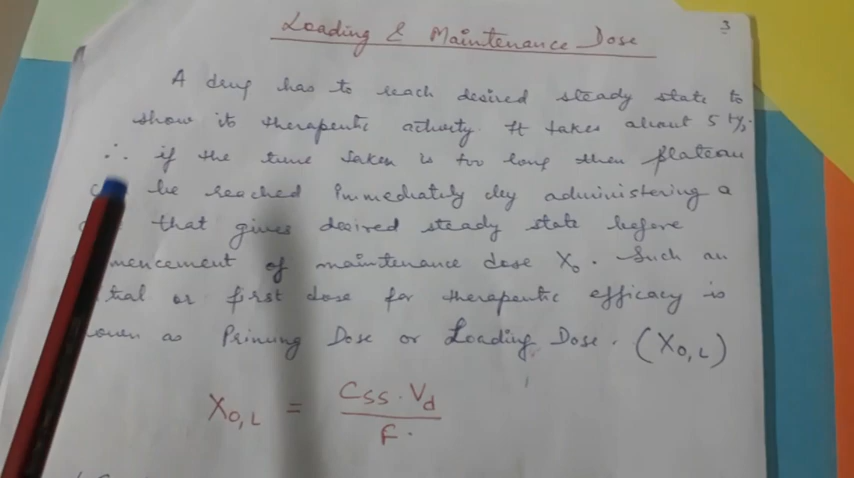 3
Loading & Maintenance Dose
A drug has to reach desired steady state to
show its therapeutic activity. It takes about 5 t½.
∴ if the time taken is too long then plateau
be reached immediately by administering a
that gives desired steady state before
mencement of maintenance dose X₀. Such an
tial or first dose for therapeutic efficacy is
nown as Priming Dose or Loading Dose. (X₀,L)
X₀,L = Css·Vd / F.